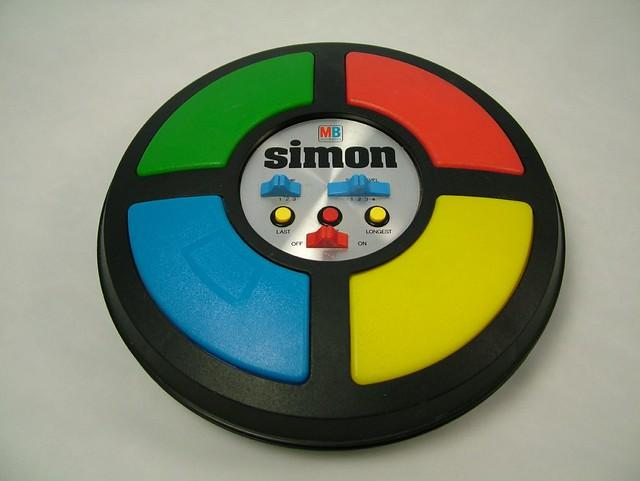 MB
simon
1 2 3
1 2 3 4
LAST
LONGEST
OFF
ON